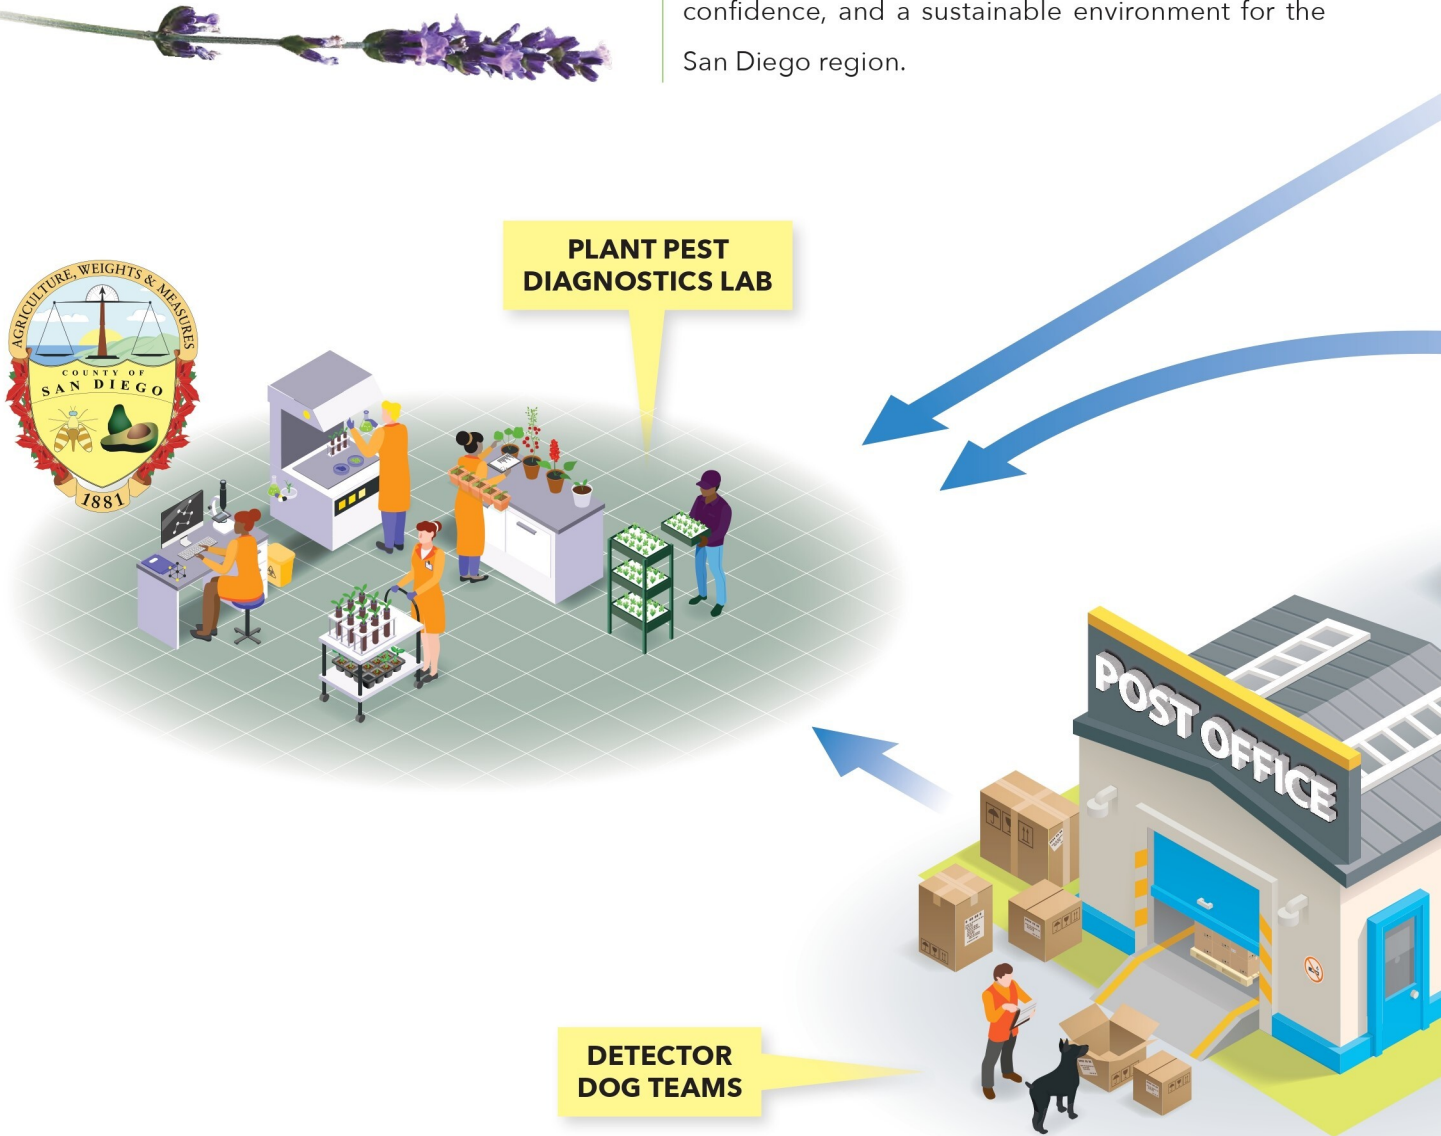 confidence, and a sustainable environment for the
San Diego region.
PLANT PEST
DIAGNOSTICS LAB
AGRICULTURE, WEIGHTS & MEASURES
COUNTY OF
SAN DIEGO
1881
POST OFFICE
DETECTOR
DOG TEAMS